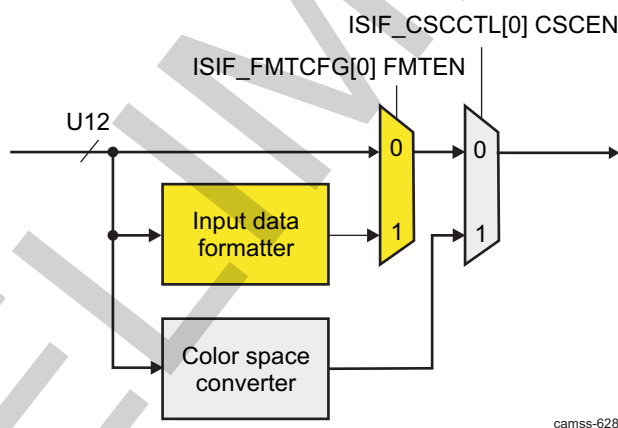 ISIF_CSCCTL[0] CSCEN
ISIF_FMTCFG[0] FMTEN
U12
0
0
Input data
formatter
1
1
Color space
converter
camss-628